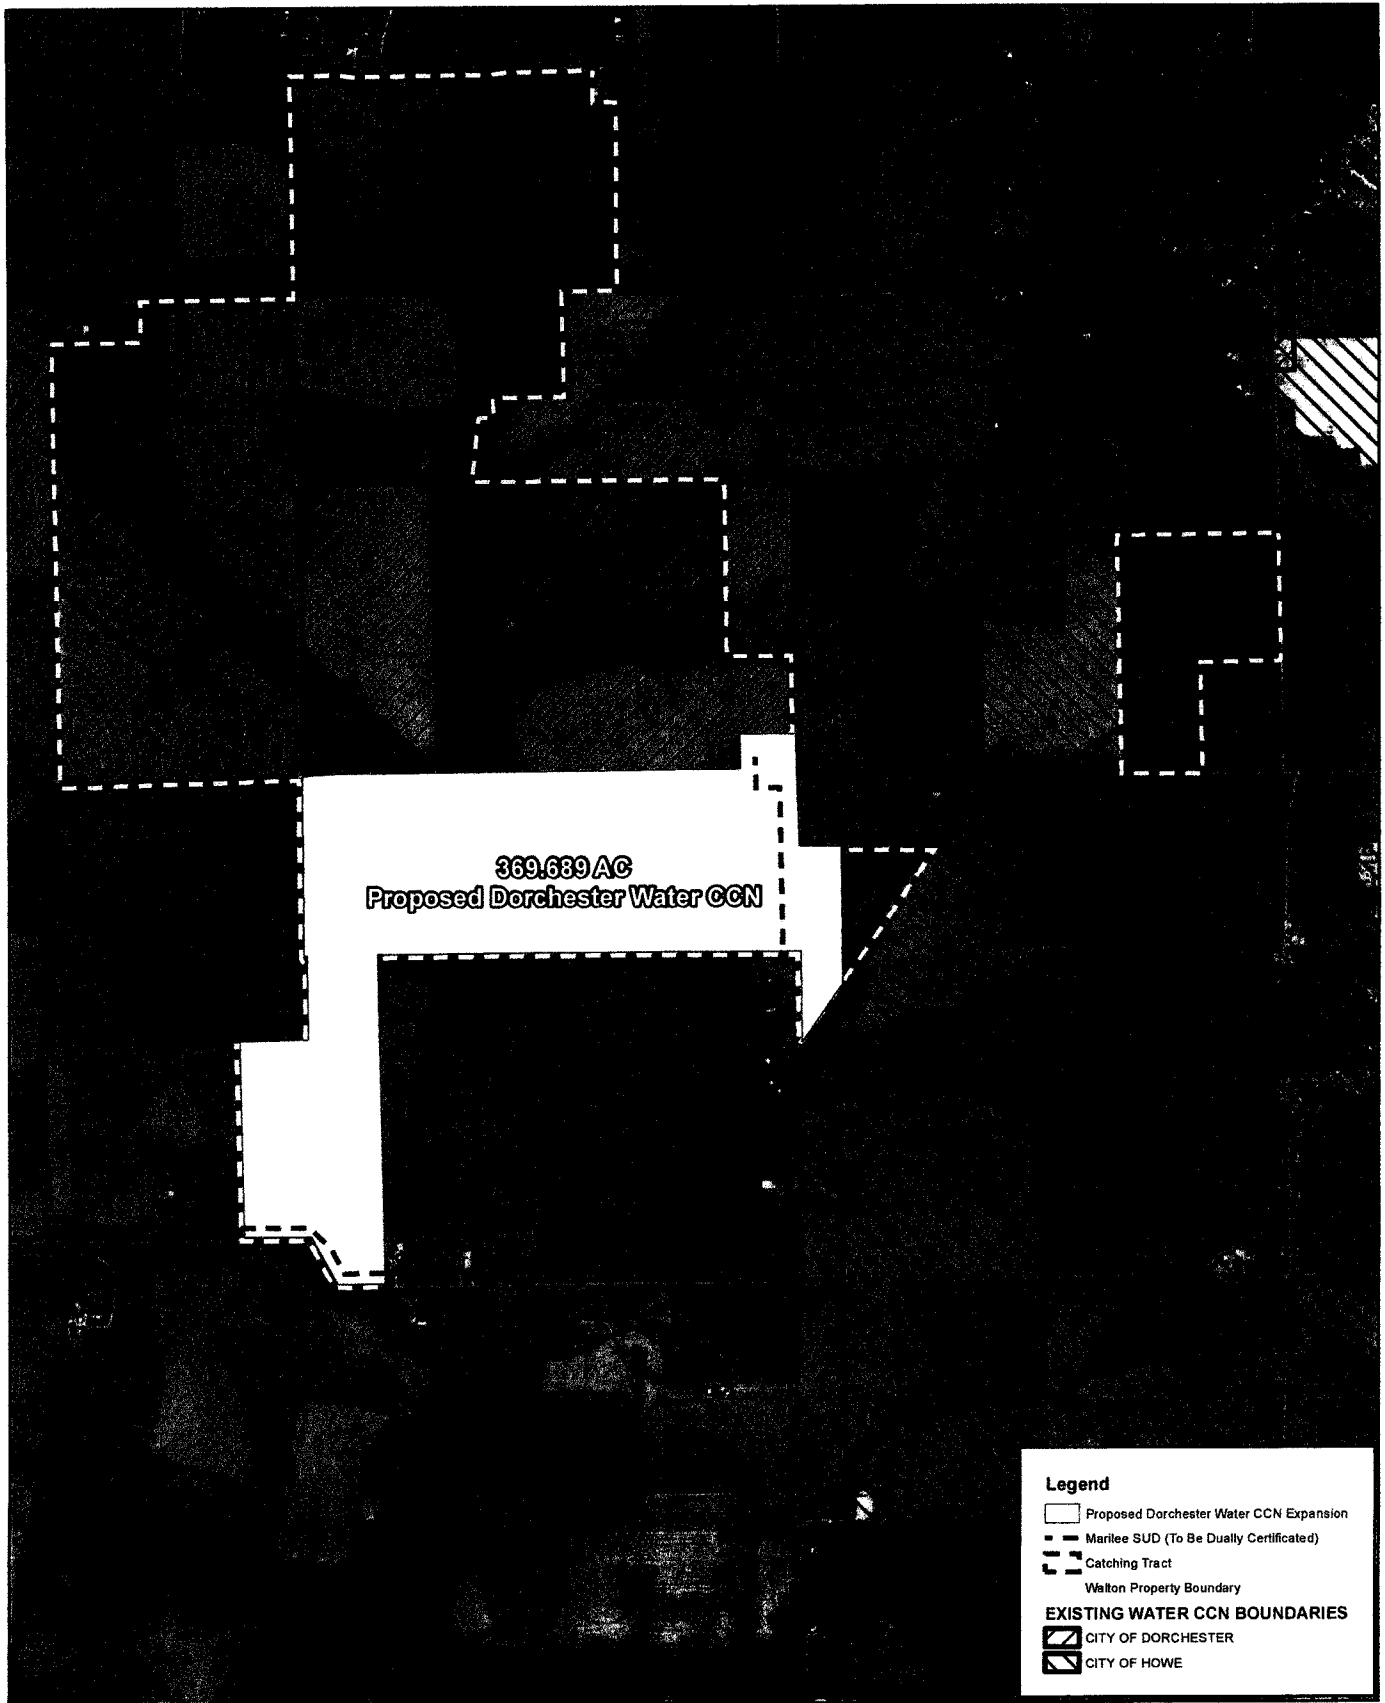 369.689 AC
Proposed Dorchester Water CCN
Legend
Proposed Dorchester Water CCN Expansion
Marilee SUD (To Be Dually Certificated)
Catching Tract
Walton Property Boundary
EXISTING WATER CCN BOUNDARIES
CITY OF DORCHESTER
CITY OF HOWE